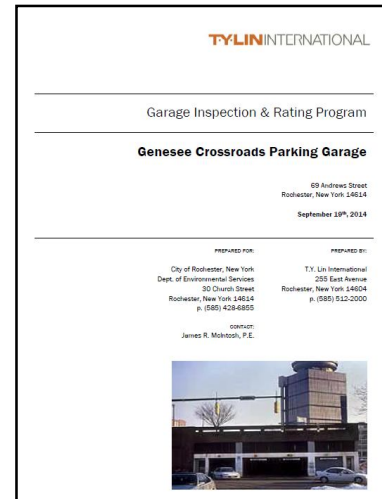 TYLININTERNATIONAL
Garage Inspection & Rating Program
Genesee Crossroads Parking Garage
69 Andrews Street
Rochester, New York 14614
September 19th, 2014
PREPARED FOR:
City of Rochester, New York
Dept. of Environmental Services
30 Church Street
Rochester, New York 14614
p. (585) 428-6855
CONTACT:
James R. McIntosh, P.E.
PREPARED BY:
T.Y. Lin International
255 East Avenue
Rochester, New York 14604
p. (585) 512-2000